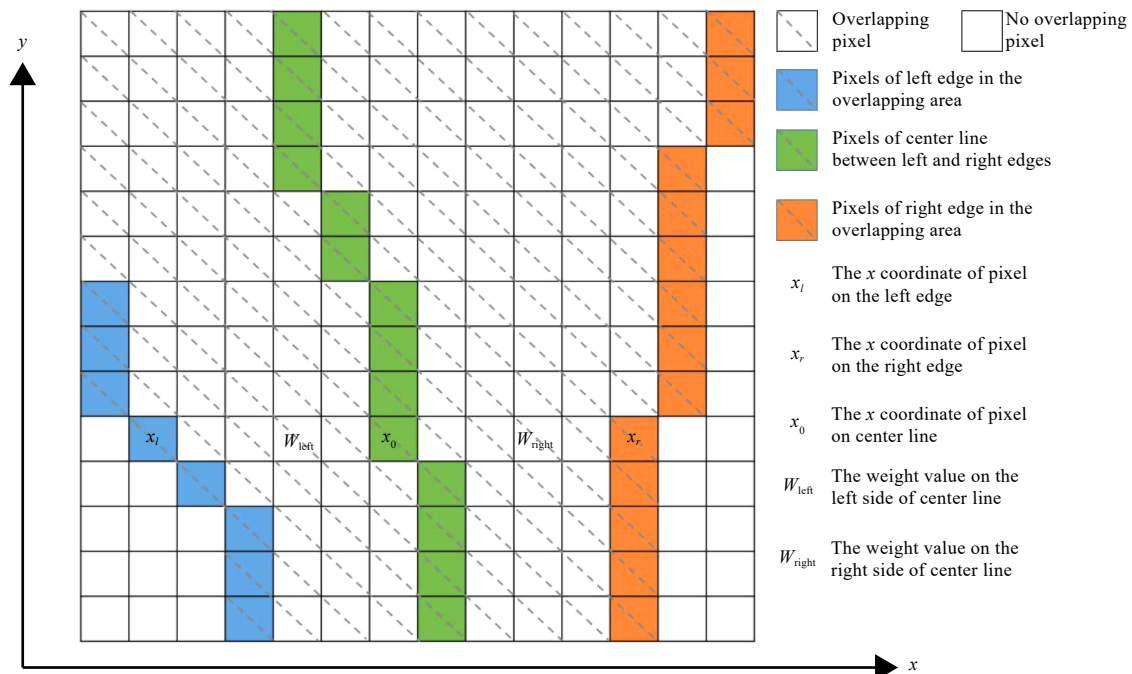 y
x
x_l
W_left
x_0
W_right
x_r
Overlapping
pixel
No overlapping
pixel
Pixels of left edge in the
overlapping area
Pixels of center line
between left and right edges
Pixels of right edge in the
overlapping area
x_l The x coordinate of pixel
on the left edge
x_r The x coordinate of pixel
on the right edge
x_0 The x coordinate of pixel
on center line
W_left The weight value on the
left side of center line
W_right The weight value on the
right side of center line